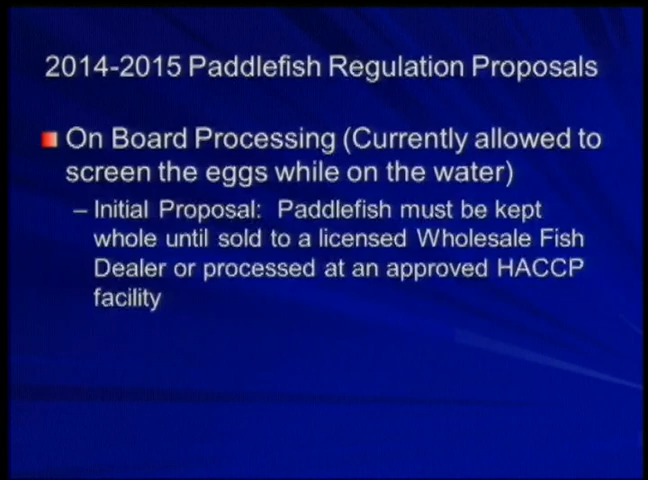 2014-2015 Paddlefish Regulation Proposals
On Board Processing (Currently allowed to
screen the eggs while on the water)
– Initial Proposal:  Paddlefish must be kept
whole until sold to a licensed Wholesale Fish
Dealer or processed at an approved HACCP
facility